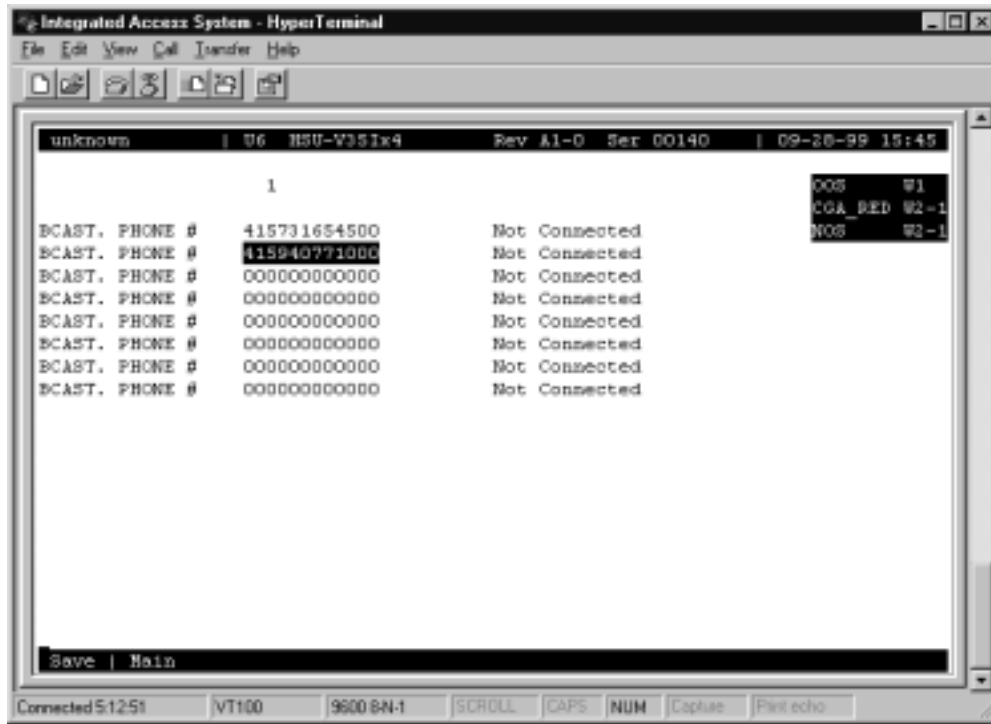 Integrated Access System - HyperTerminal
File Edit View Call Transfer Help
unknown | U6 HSU-V35Ix4 Rev A1-0 Ser 00140 | 09-28-99 15:45
1
OOS W1
CGA_RED W2-1
NOS W2-1
BCAST. PHONE # 415731654500 Not Connected
BCAST. PHONE # 415940771000 Not Connected
BCAST. PHONE # 000000000000 Not Connected
BCAST. PHONE # 000000000000 Not Connected
BCAST. PHONE # 000000000000 Not Connected
BCAST. PHONE # 000000000000 Not Connected
BCAST. PHONE # 000000000000 Not Connected
BCAST. PHONE # 000000000000 Not Connected
Save | Main
Connected 5:12:51 VT100 9600 8-N-1 SCROLL CAPS NUM Capture Print echo